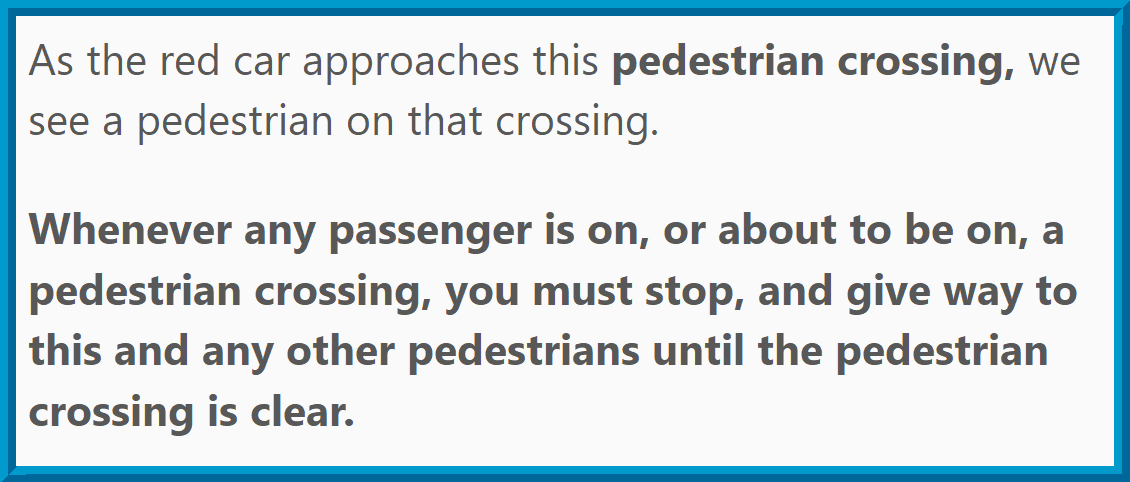 As the red car approaches this pedestrian crossing, we
see a pedestrian on that crossing.
Whenever any passenger is on, or about to be on, a
pedestrian crossing, you must stop, and give way to
this and any other pedestrians until the pedestrian
crossing is clear.